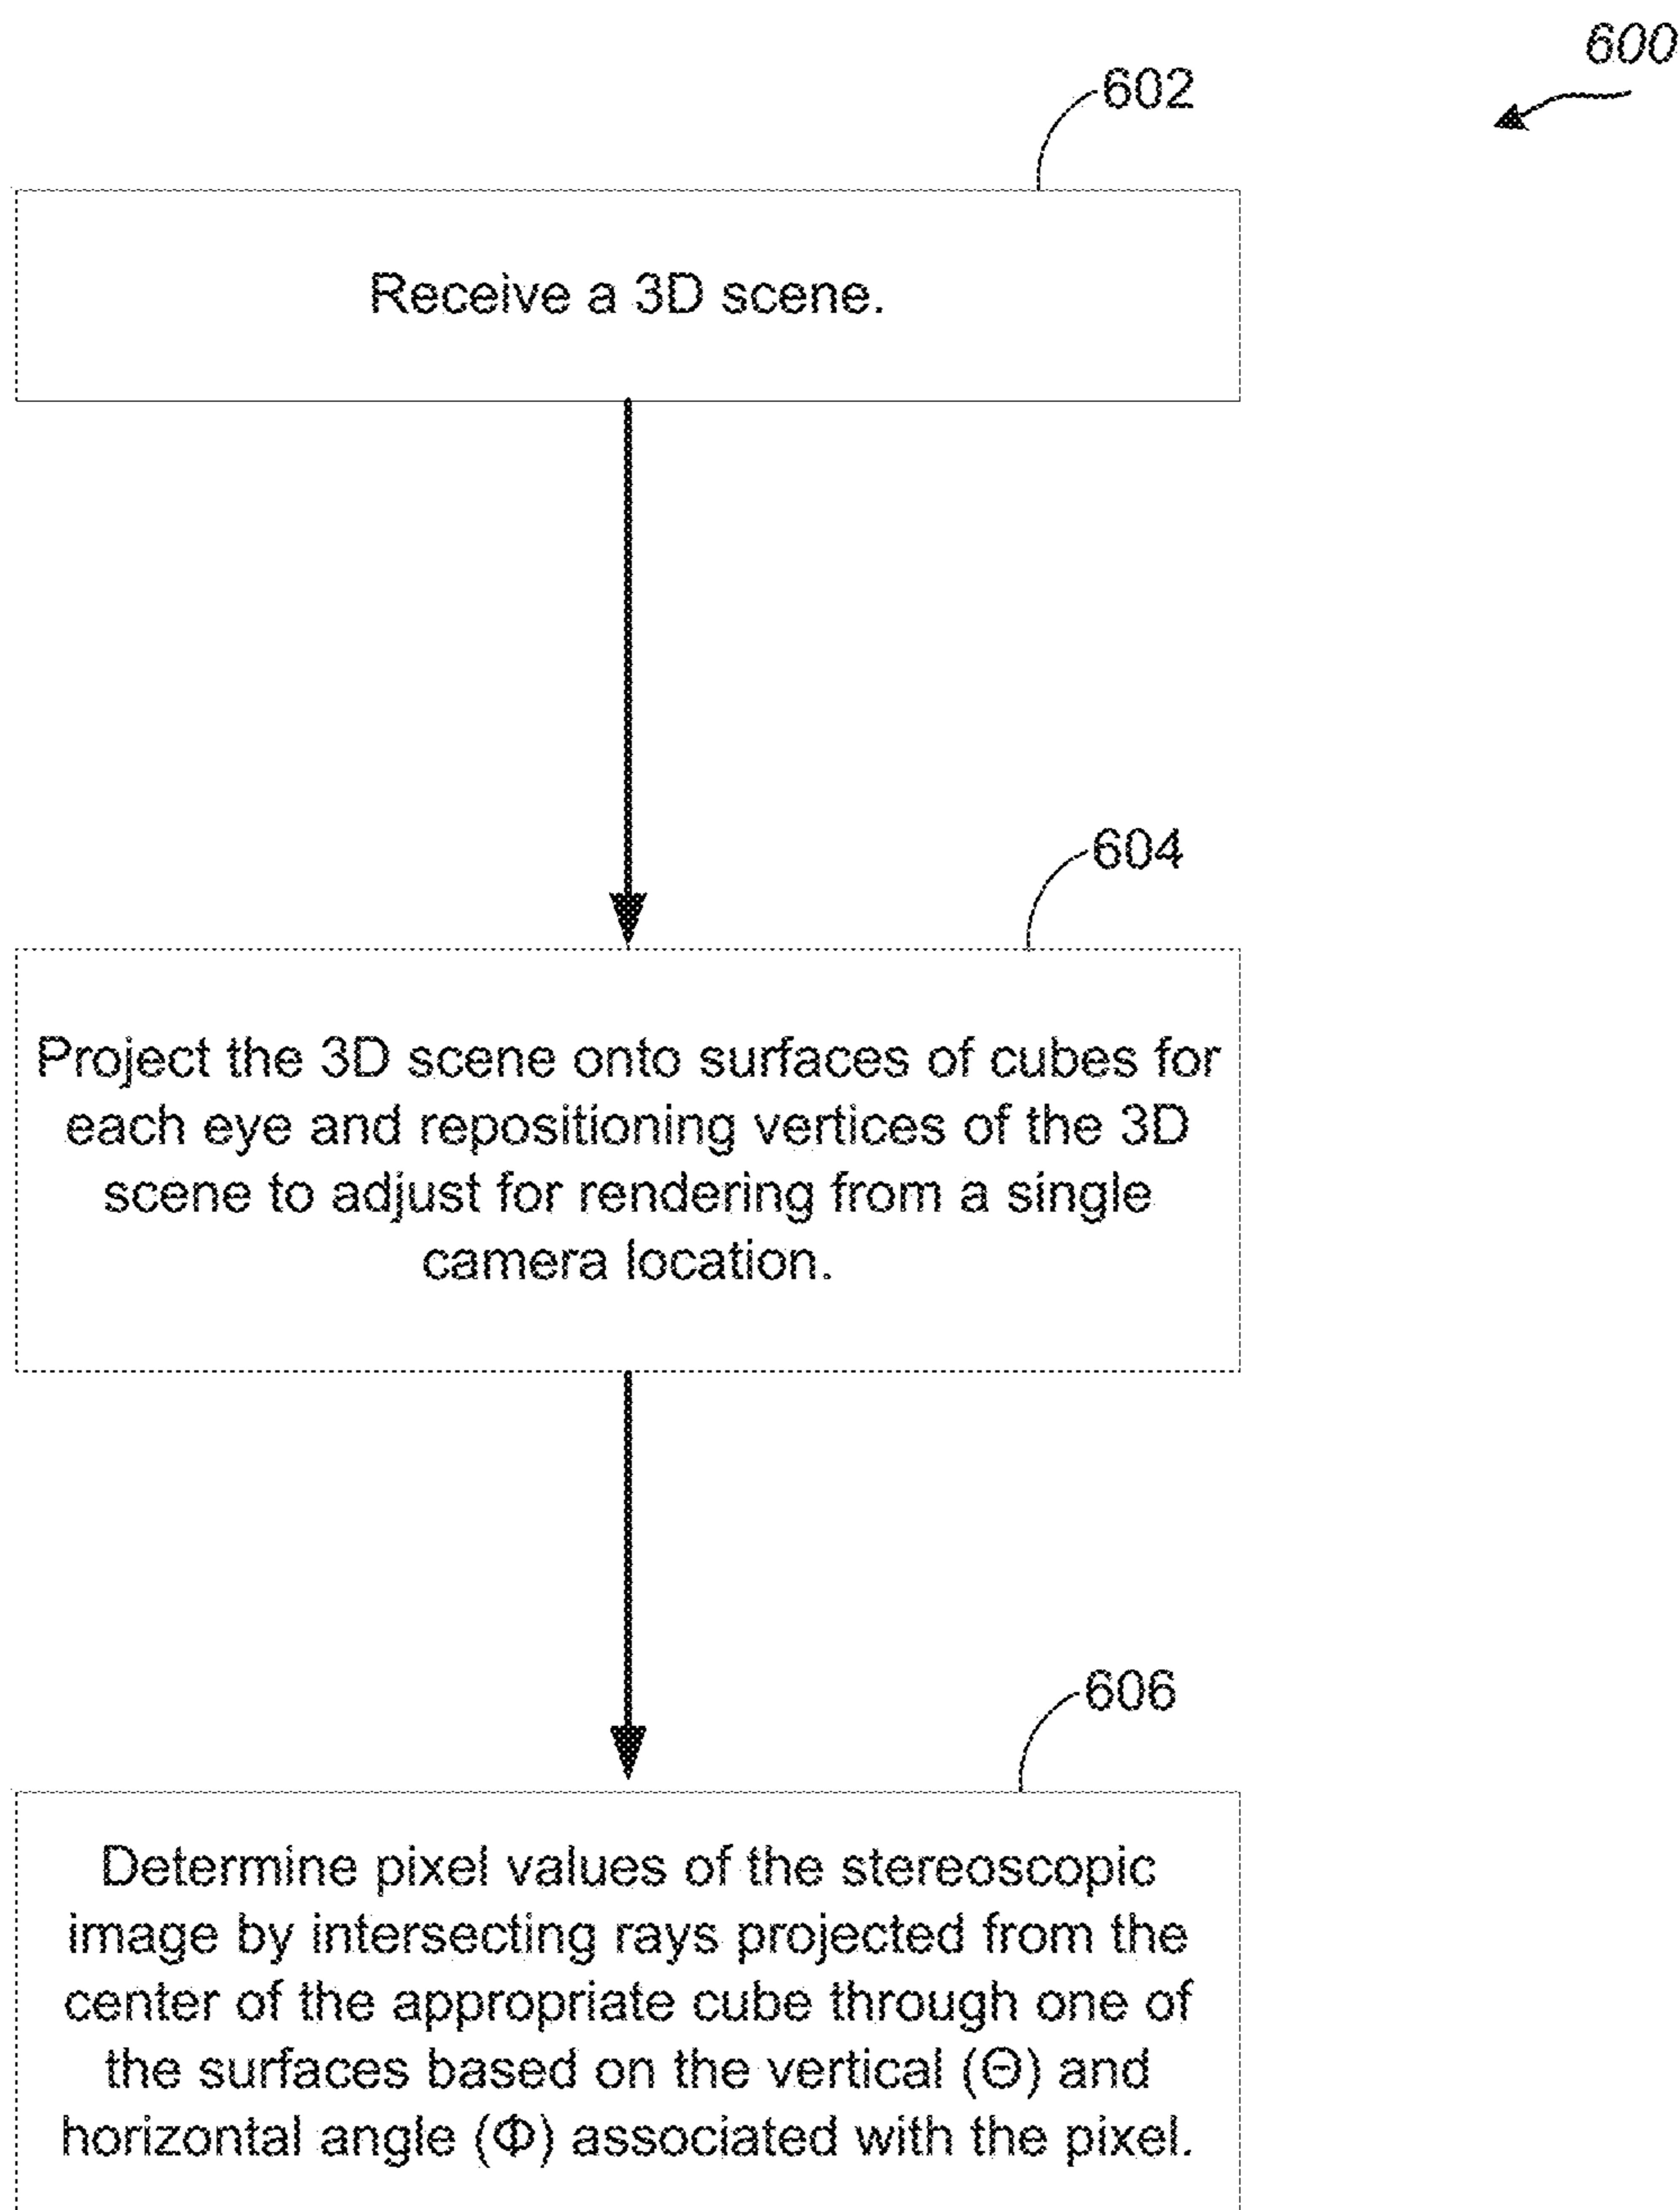 600
602
Receive a 3D scene.
604
Project the 3D scene onto surfaces of cubes for
each eye and repositioning vertices of the 3D
scene to adjust for rendering from a single
camera location.
606
Determine pixel values of the stereoscopic
image by intersecting rays projected from the
center of the appropriate cube through one of
the surfaces based on the vertical (Θ) and
horizontal angle (Φ) associated with the pixel.